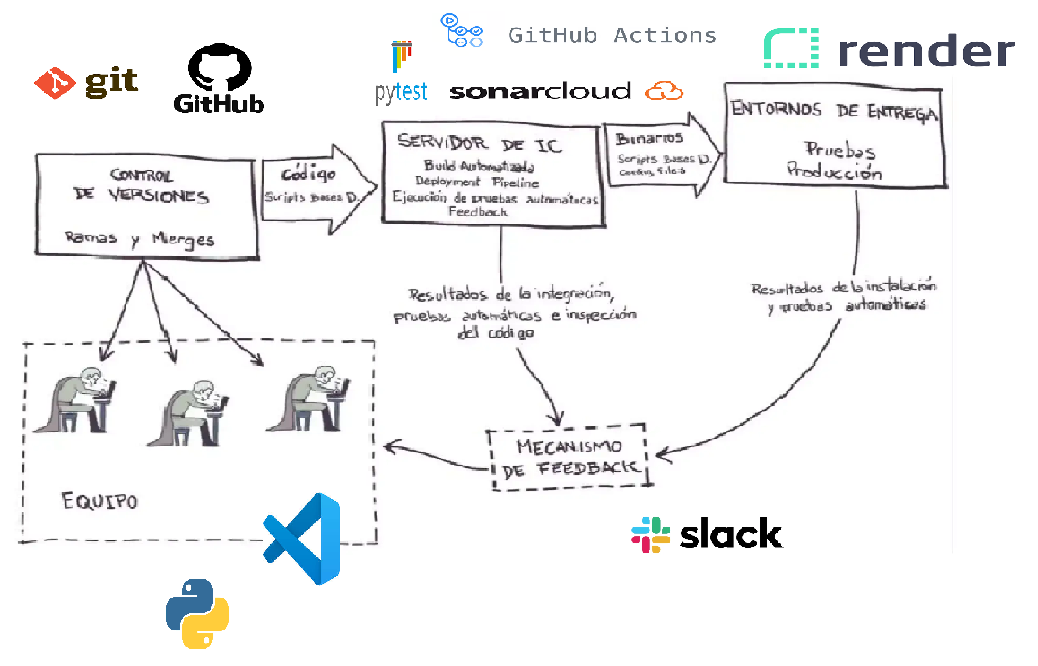 git
GitHub
pytest
GitHub Actions
sonarcloud
render
CONTROL
DE VERSIONES
Ramas y Mierges
Código
Scripts Bases D.
SERVIDOR DE IC
Build Automatizada
Deployment Pipeline
Ejecución de pruebas automáticas
Feedback
Binarios
Scripts Bases D.
Config Files
ENTORNOS DE ENTREGA
Pruebas
Producción
Resultados de la integración,
pruebas automáticas e inspección
del código
Resultados de la instalación
y pruebas automáticas
MECANISMO
DE FEEDBACK
EQUIPO
slack